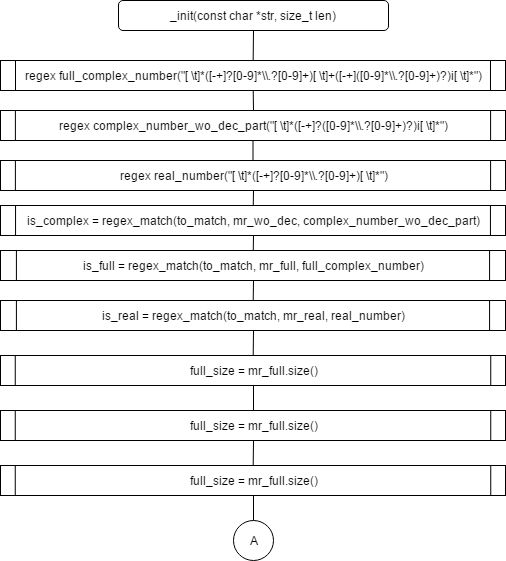 _init(const char *str, size_t len)
regex full_complex_number("[ \t]*([-+]?[0-9]*\\.?[0-9]+)[ \t]+([-+]([0-9]*\\.?[0-9]+)?)i[ \t]*")
regex complex_number_wo_dec_part("[ \t]*([-+]?([0-9]*\\.?[0-9]+)?)i[ \t]*")
regex real_number("[ \t]*([-+]?[0-9]*\\.?[0-9]+)[ \t]*")
is_complex = regex_match(to_match, mr_wo_dec, complex_number_wo_dec_part)
is_full = regex_match(to_match, mr_full, full_complex_number)
is_real = regex_match(to_match, mr_real, real_number)
full_size = mr_full.size()
full_size = mr_full.size()
full_size = mr_full.size()
A